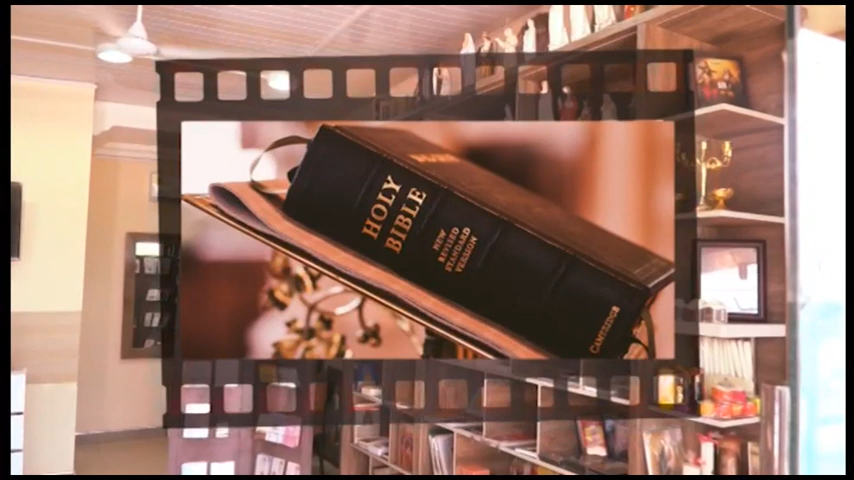 HOLY
BIBLE
NEW
REVISED
STANDARD
VERSION
CAMBRIDGE